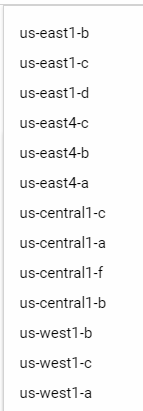 us-east1-b
us-east1-c
us-east1-d
us-east4-c
us-east4-b
us-east4-a
us-central1-c
us-central1-a
us-central1-f
us-central1-b
us-west1-b
us-west1-c
us-west1-a